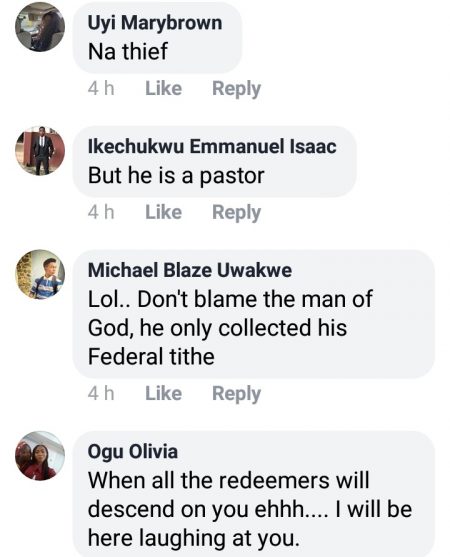 Uyi Marybrown
Na thief
4 h Like Reply
Ikechukwu Emmanuel Isaac
But he is a pastor
4 h Like Reply
Michael Blaze Uwakwe
Lol.. Don't blame the man of
God, he only collected his
Federal tithe
4 h Like Reply
Ogu Olivia
When all the redeemers will
descend on you ehhh.... I will be
here laughing at you.